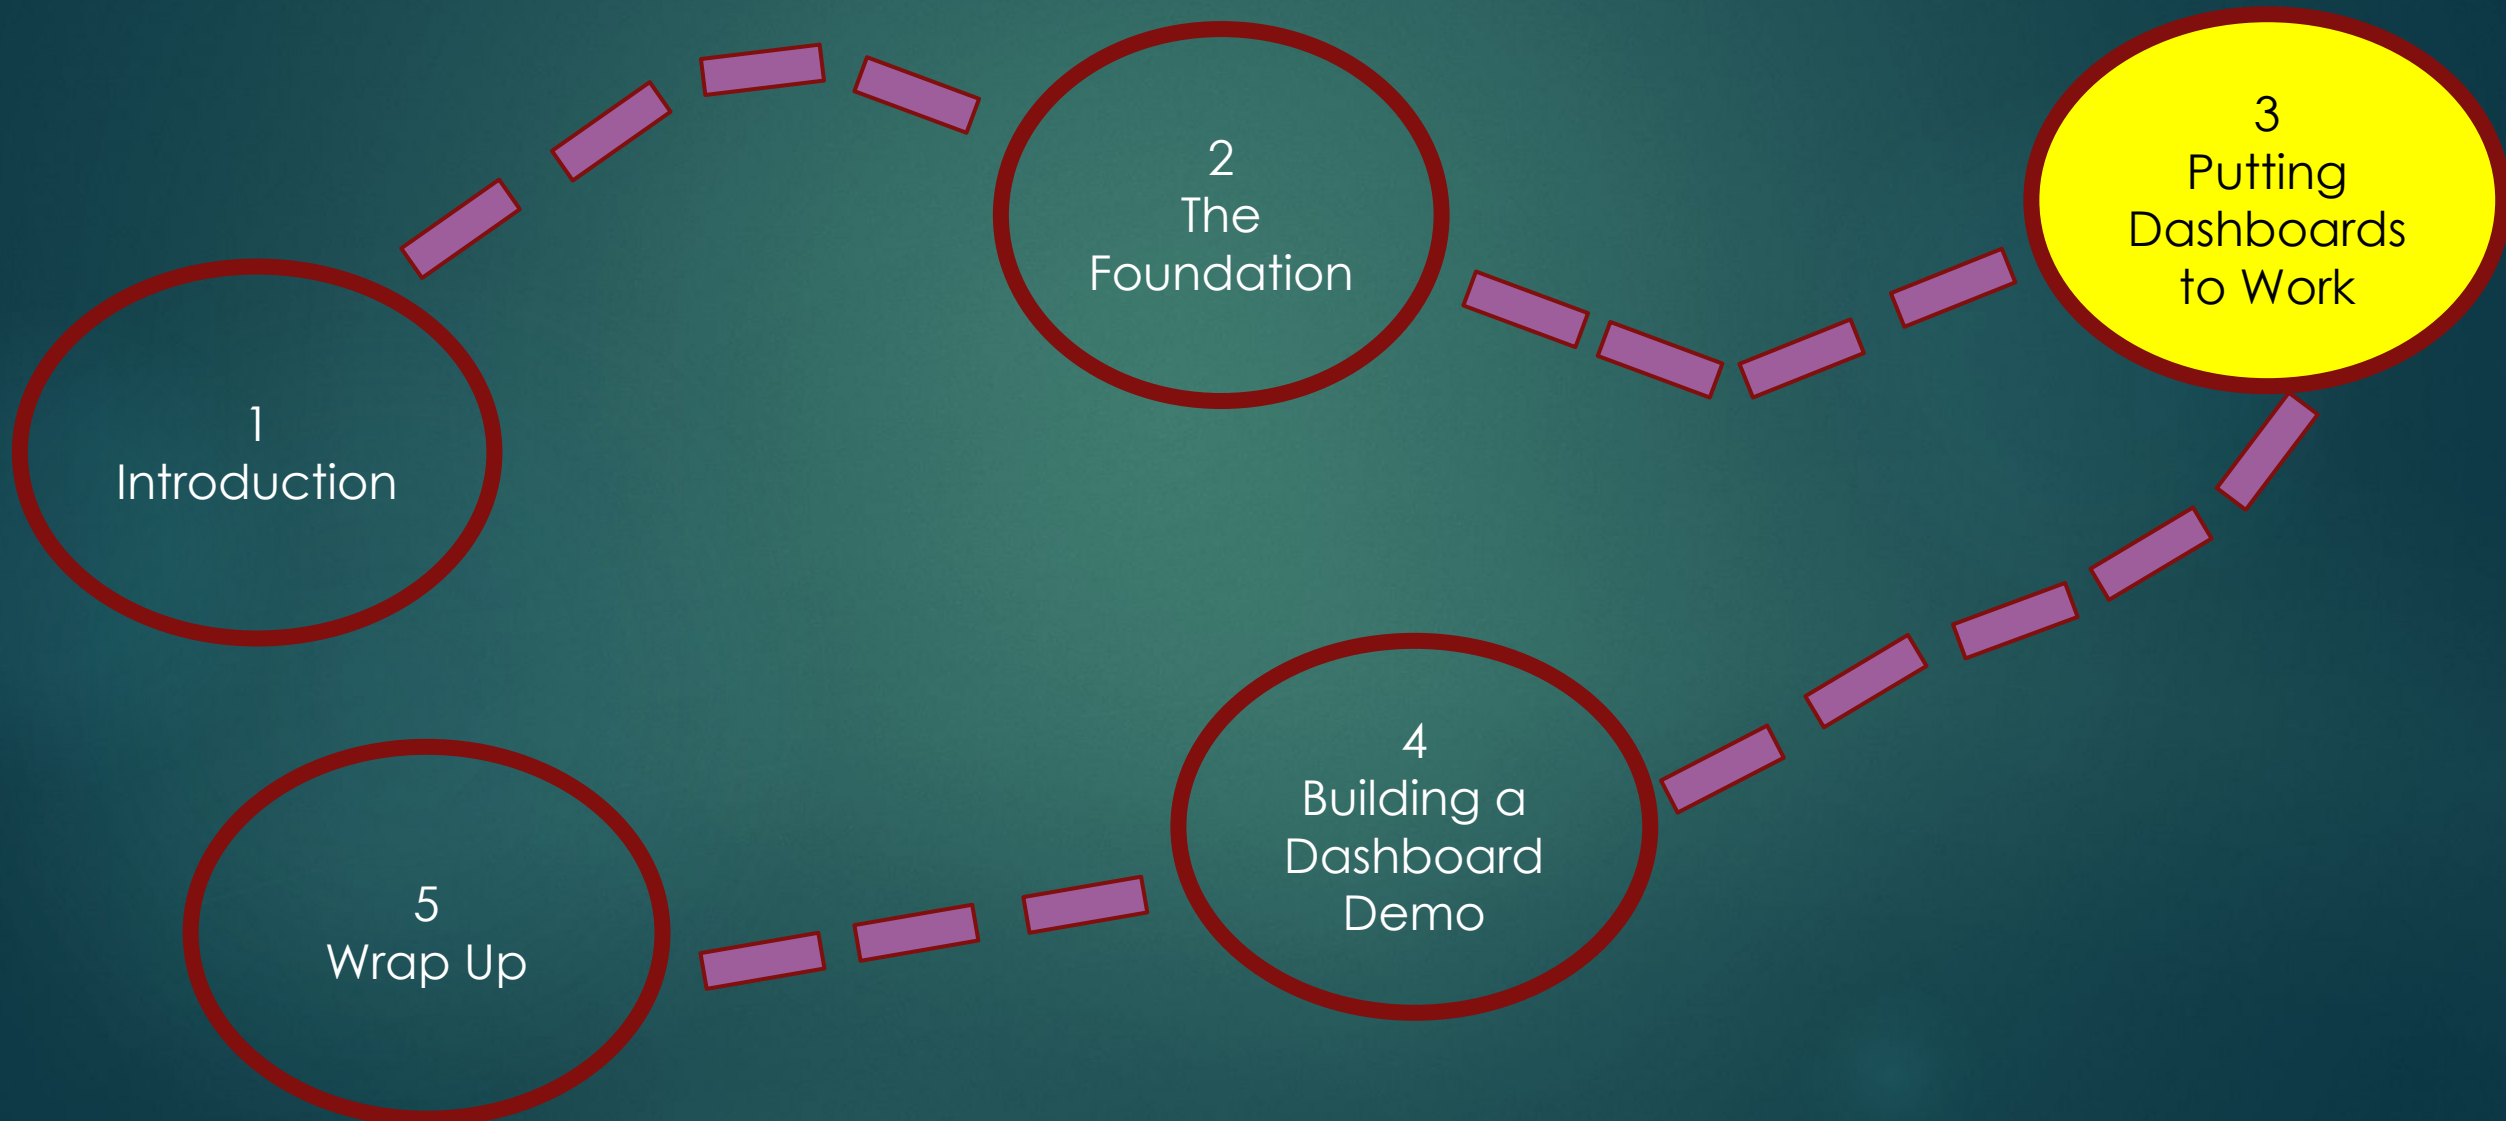 1
Introduction
2
The
Foundation
3
Putting
Dashboards
to Work
4
Building a
Dashboard
Demo
5
Wrap Up